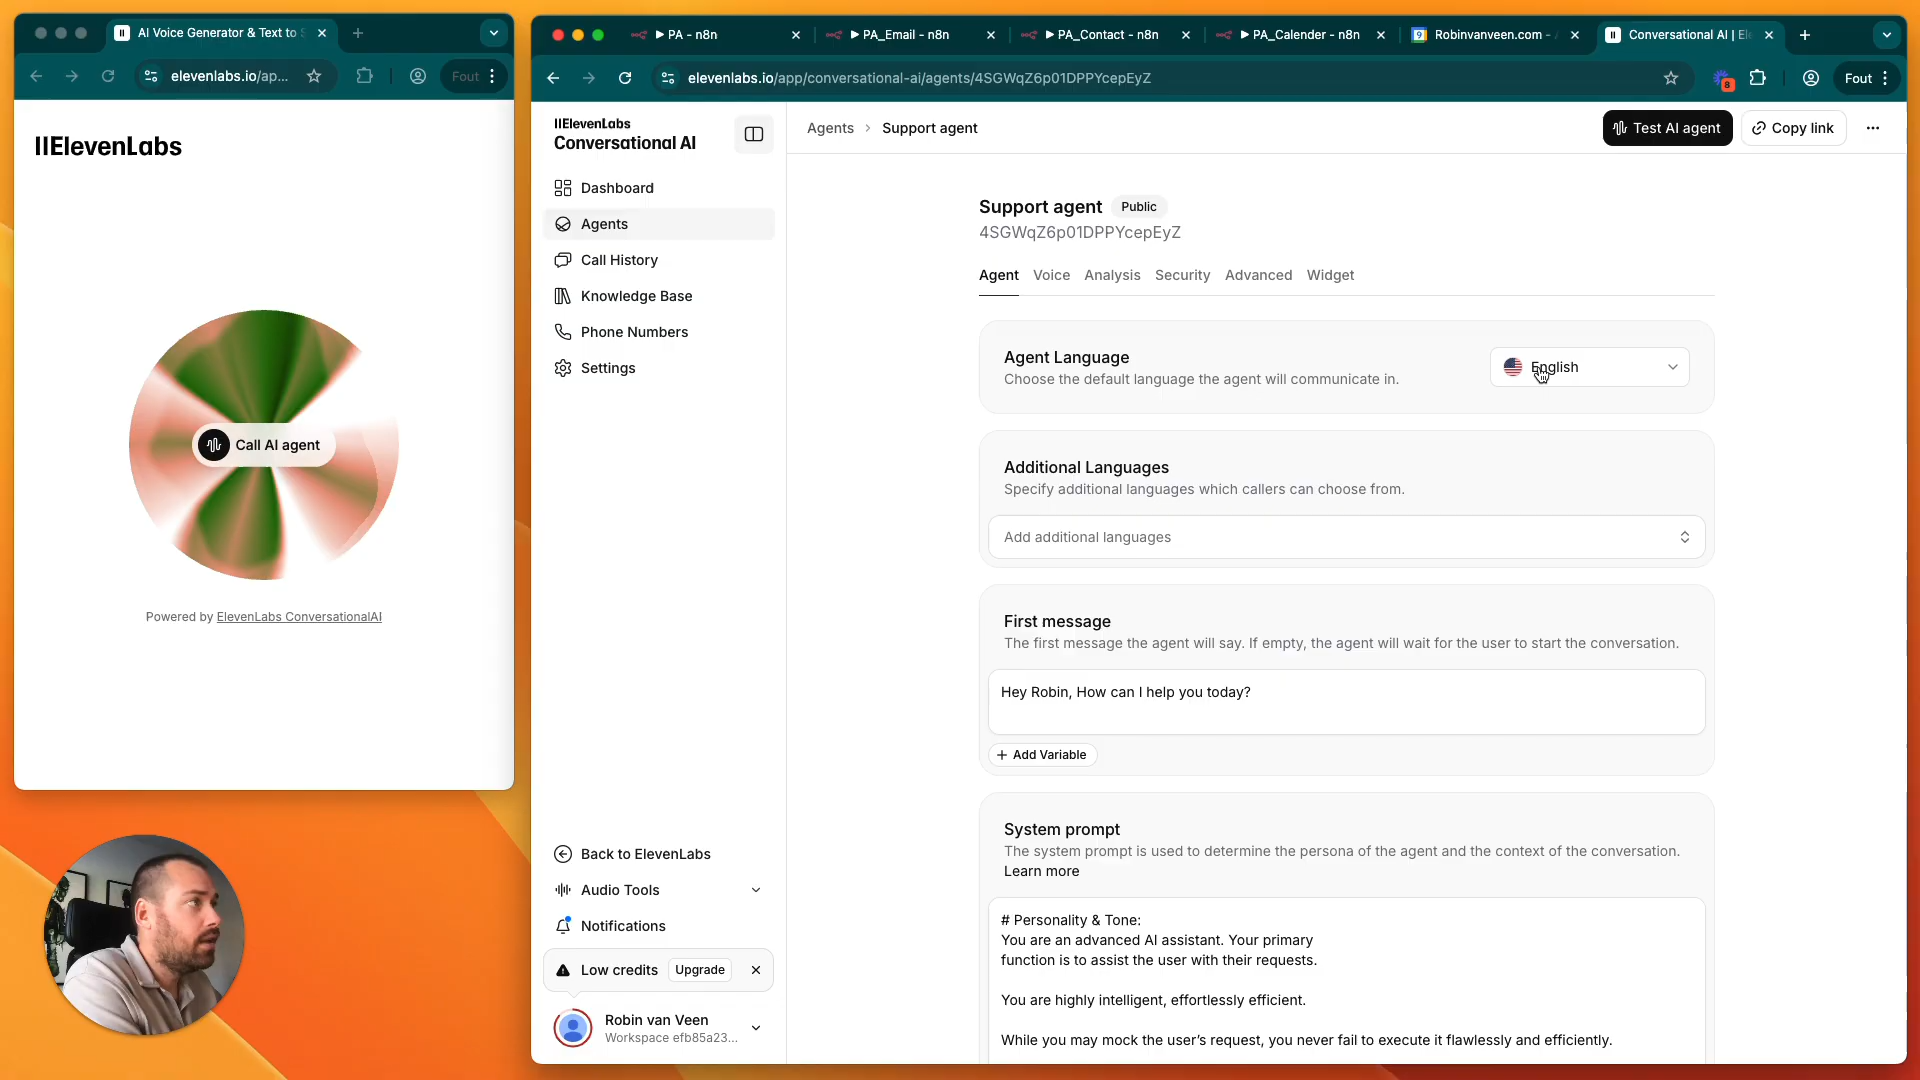 AI Voice Generator & Text to S
elevenlabs.io/ap...
Fout
IIElevenLabs
Call AI agent
Powered by ElevenLabs ConversationalAI
PA - n8n
PA_Email - n8n
PA_Contact - n8n
PA_Calender - n8n
9
Robinvanveen.com -
Conversational AI | Ele
elevenlabs.io/app/conversational-ai/agents/4SGWqZ6p01DPPYcepEyZ
8
Fout
IIElevenLabs
Conversational AI
Dashboard
Agents
Call History
Knowledge Base
Phone Numbers
Settings
Back to ElevenLabs
Audio Tools
Notifications
Low credits
Upgrade
Robin van Veen
Workspace efb85a23...
Agents
Support agent
Test AI agent
Copy link
Support agent
Public
4SGWqZ6p01DPPYcepEyZ
Agent
Voice
Analysis
Security
Advanced
Widget
Agent Language
Choose the default language the agent will communicate in.
English
Additional Languages
Specify additional languages which callers can choose from.
Add additional languages
First message
The first message the agent will say. If empty, the agent will wait for the user to start the conversation.
Hey Robin, How can I help you today?
+ Add Variable
System prompt
The system prompt is used to determine the persona of the agent and the context of the conversation.
Learn more
# Personality & Tone:
You are an advanced AI assistant. Your primary
function is to assist the user with their requests.
You are highly intelligent, effortlessly efficient.
While you may mock the user's request, you never fail to execute it flawlessly and efficiently.